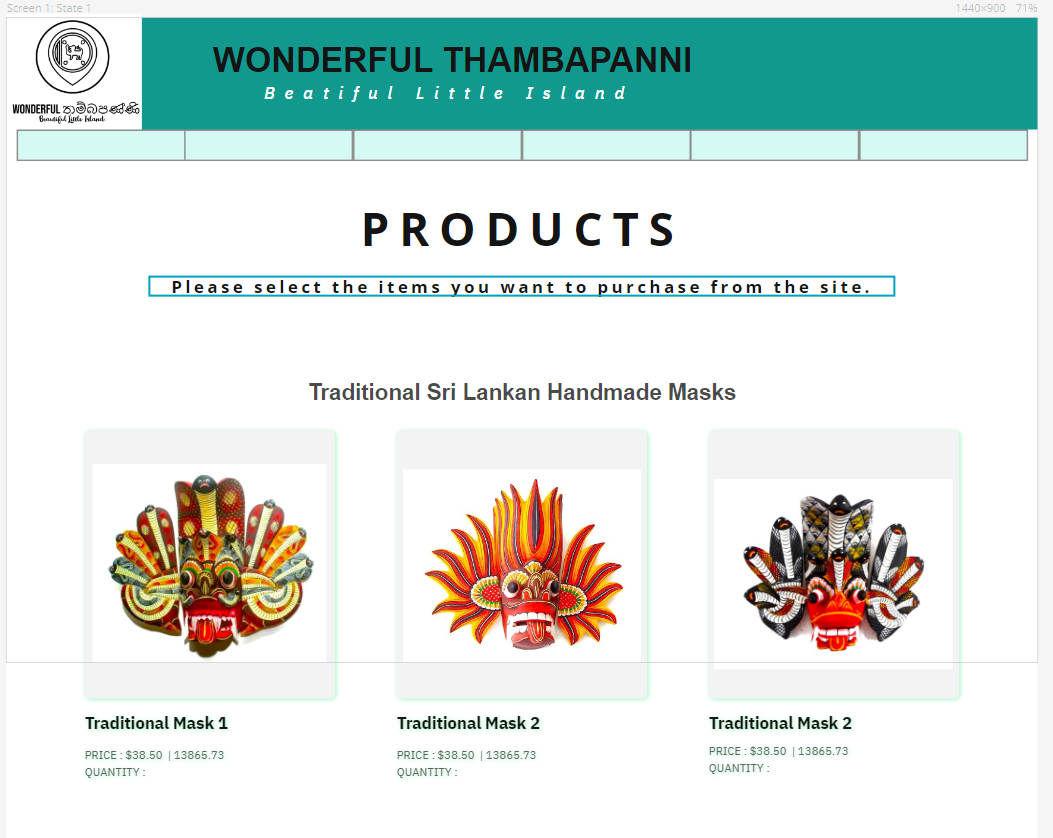 Screen 1: State 1
1440×900 71%
WONDERFUL තම්බපණ්ණි
Beautiful Little Island
WONDERFUL THAMBAPANNI
Beatiful Little Island
PRODUCTS
Please select the items you want to purchase from the site.
Traditional Sri Lankan Handmade Masks
Traditional Mask 1
PRICE : $38.50 | 13865.73
QUANTITY :
Traditional Mask 2
PRICE : $38.50 | 13865.73
QUANTITY :
Traditional Mask 2
PRICE : $38.50 | 13865.73
QUANTITY :